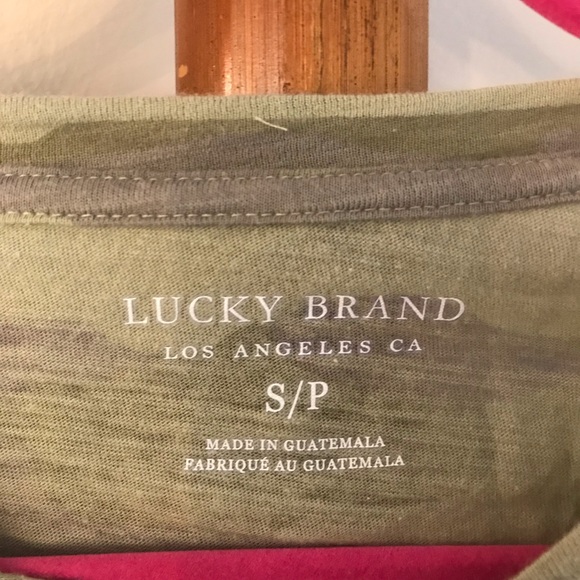 LUCKY BRAND
LOS ANGELES CA
S/P
MADE IN GUATEMALA
FABRIQUÉ AU GUATEMALA